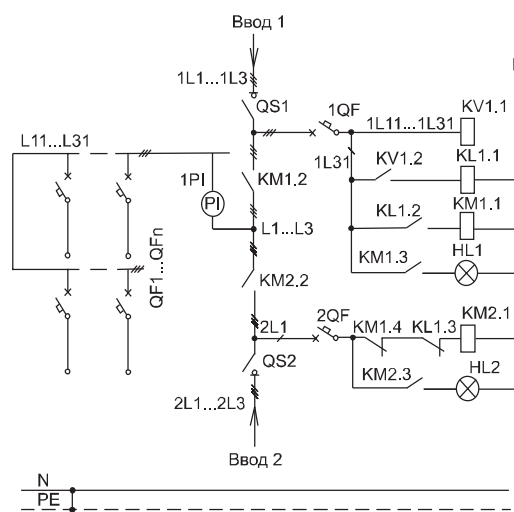 Ввод 1
1L1...1L3
QS1
1QF
1L11...1L31
KV1.1
L11...L31
1L31
KV1.2
KL1.1
1PI
PI
KM1.2
KL1.2
KM1.1
L1...L3
KM1.3
HL1
QF1...QFn
KM2.2
2L1
2QF
KM1.4
KL1.3
KM2.1
QS2
KM2.3
HL2
2L1...2L3
Ввод 2
N
PE